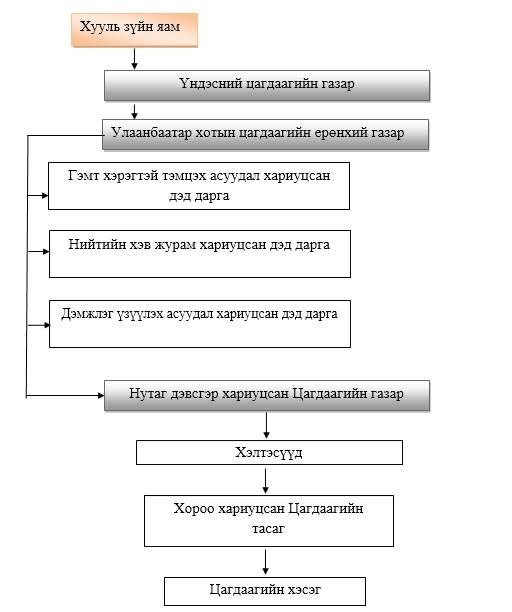 Хууль зүйн яам
Үндэсний цагдаагийн газар
Улаанбаатар хотын цагдаагийн ерөнхий газар
Гэмт хэрэгтэй тэмцэх асуудал хариуцсан
дэд дарга
Нийтийн хэв журам хариуцсан дэд дарга
Дэмжлэг үзүүлэх асуудал хариуцсан дэд дарга
Нутаг дэвсгэр хариуцсан Цагдаагийн газар
Хэлтэсүүд
Хороо хариуцсан Цагдаагийн
тасаг
Цагдаагийн хэсэг